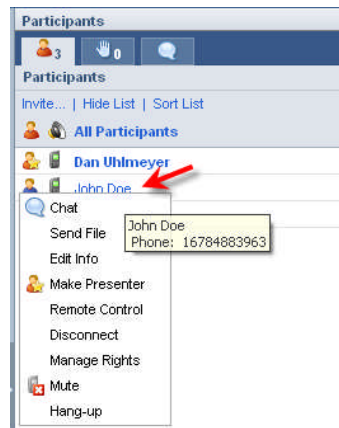 Participants
3 0
Participants
Invite... | Hide List | Sort List
All Participants
Dan Uhlmeyer
John Doe
Chat
John Doe
Phone: 16784883963
Send File
Edit Info
Make Presenter
Remote Control
Disconnect
Manage Rights
Mute
Hang-up